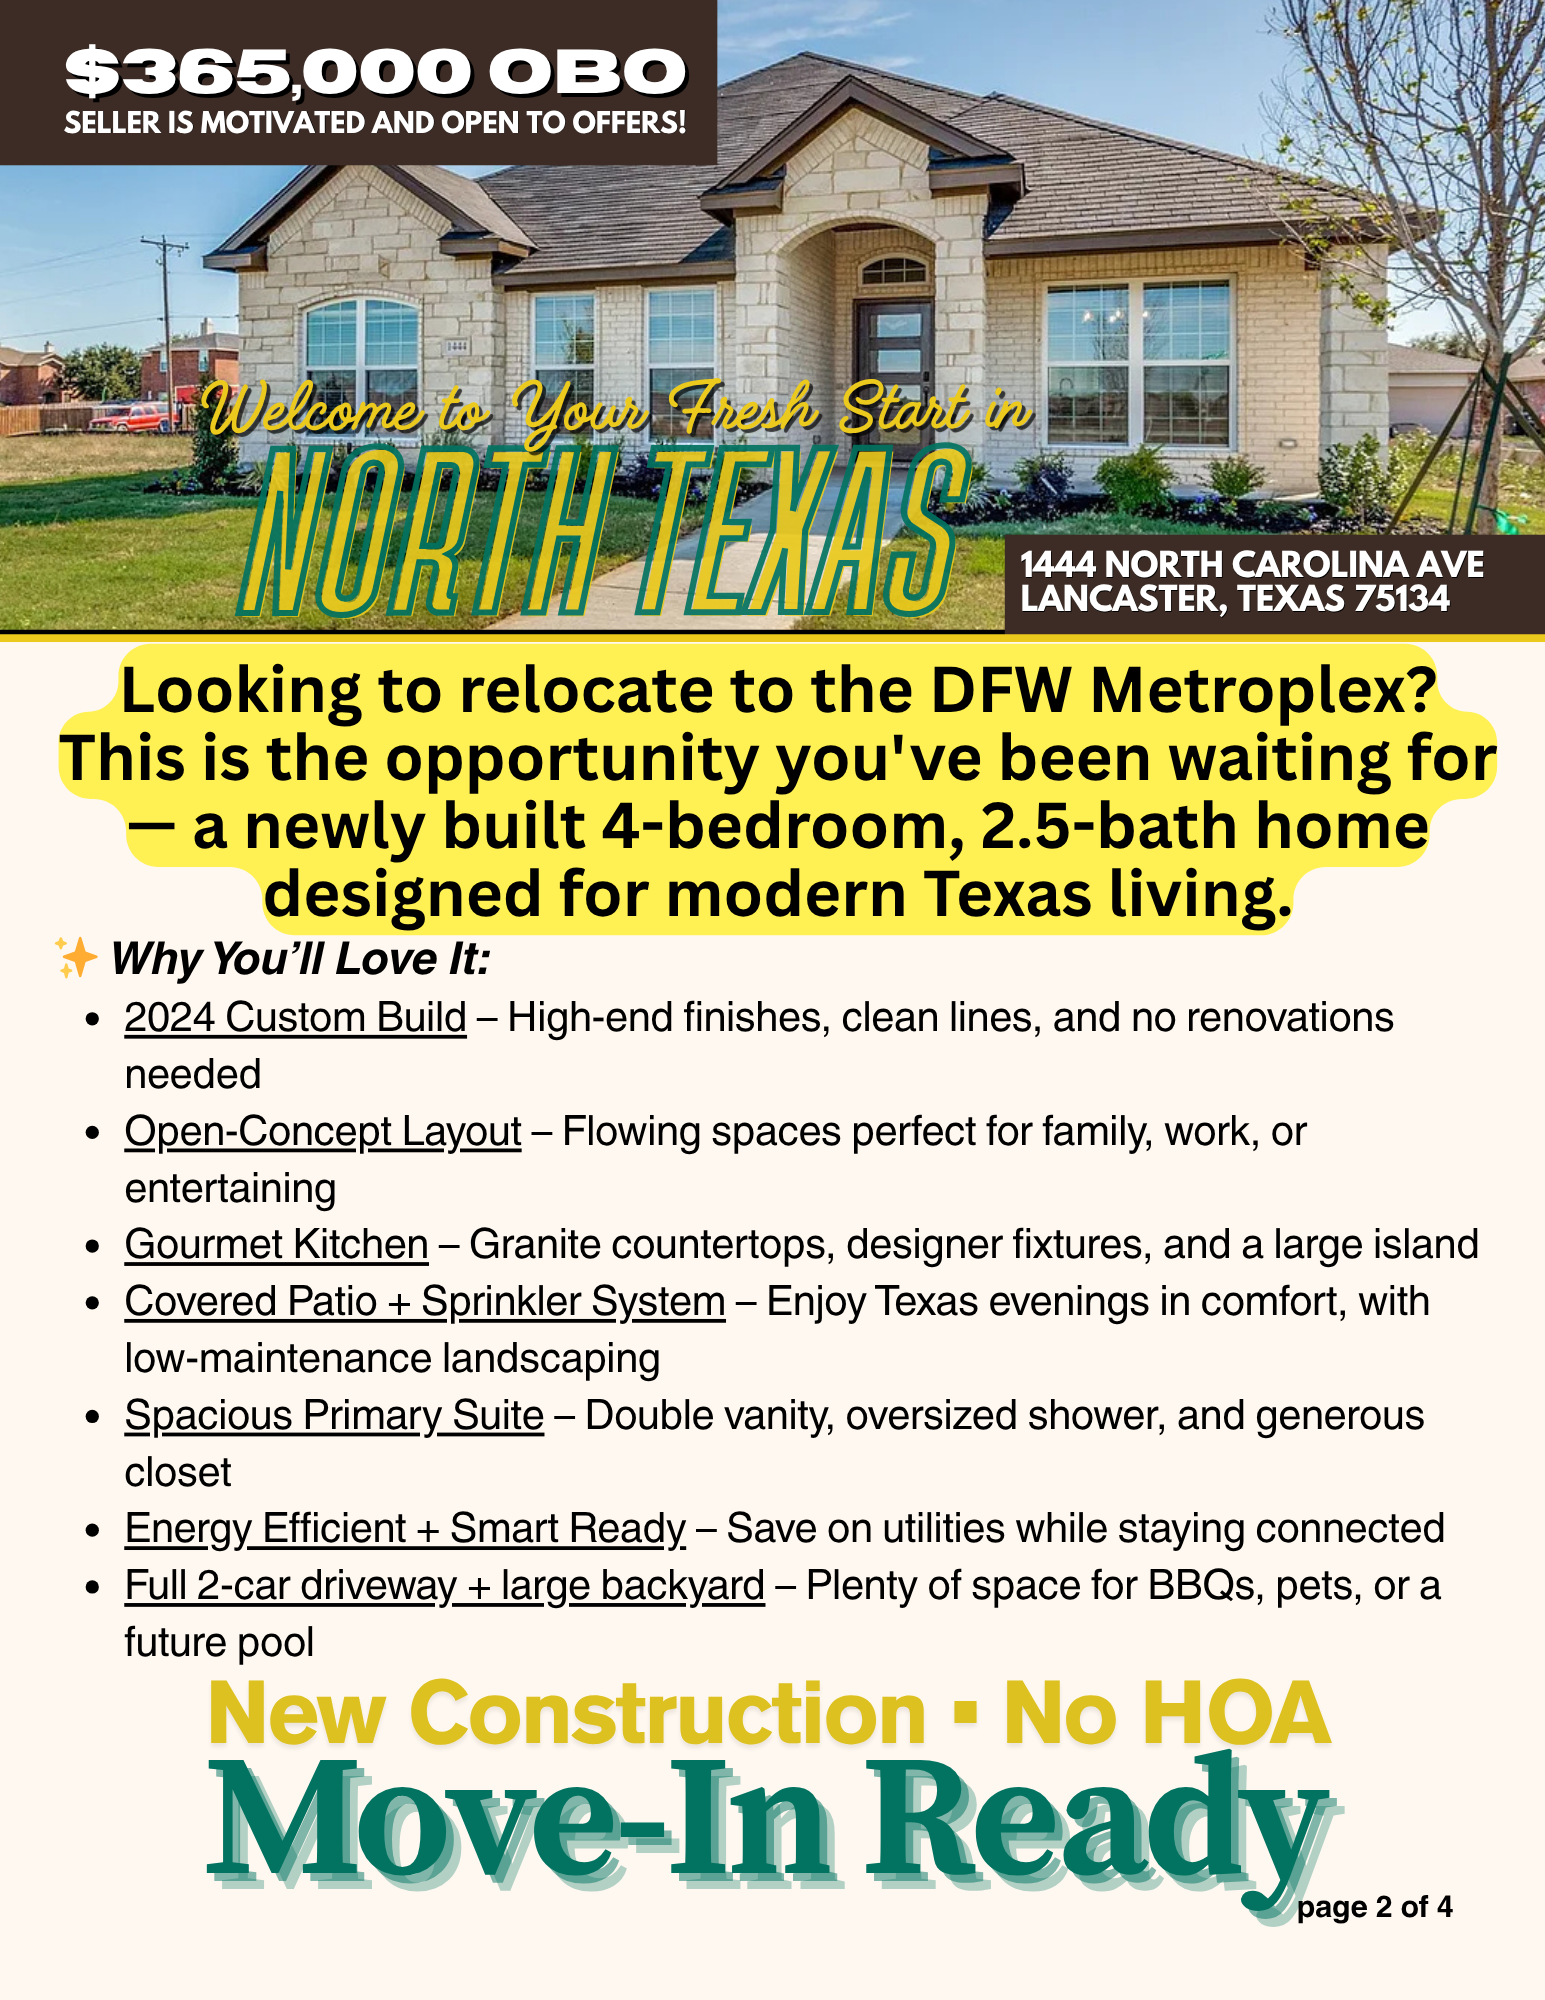 $365,000 OBO
SELLER IS MOTIVATED AND OPEN TO OFFERS!
1444
Welcome to Your Fresh Start in
NORTH TEXAS
1444 NORTH CAROLINA AVE
LANCASTER, TEXAS 75134
Looking to relocate to the DFW Metroplex?
This is the opportunity you've been waiting for
— a newly built 4-bedroom, 2.5-bath home
designed for modern Texas living.
✨ Why You’ll Love It:
• 2024 Custom Build – High-end finishes, clean lines, and no renovations
needed
• Open-Concept Layout – Flowing spaces perfect for family, work, or
entertaining
• Gourmet Kitchen – Granite countertops, designer fixtures, and a large island
• Covered Patio + Sprinkler System – Enjoy Texas evenings in comfort, with
low-maintenance landscaping
• Spacious Primary Suite – Double vanity, oversized shower, and generous
closet
• Energy Efficient + Smart Ready – Save on utilities while staying connected
• Full 2-car driveway + large backyard – Plenty of space for BBQs, pets, or a
future pool
New Construction ▪ No HOA
Move-In Ready
page 2 of 4